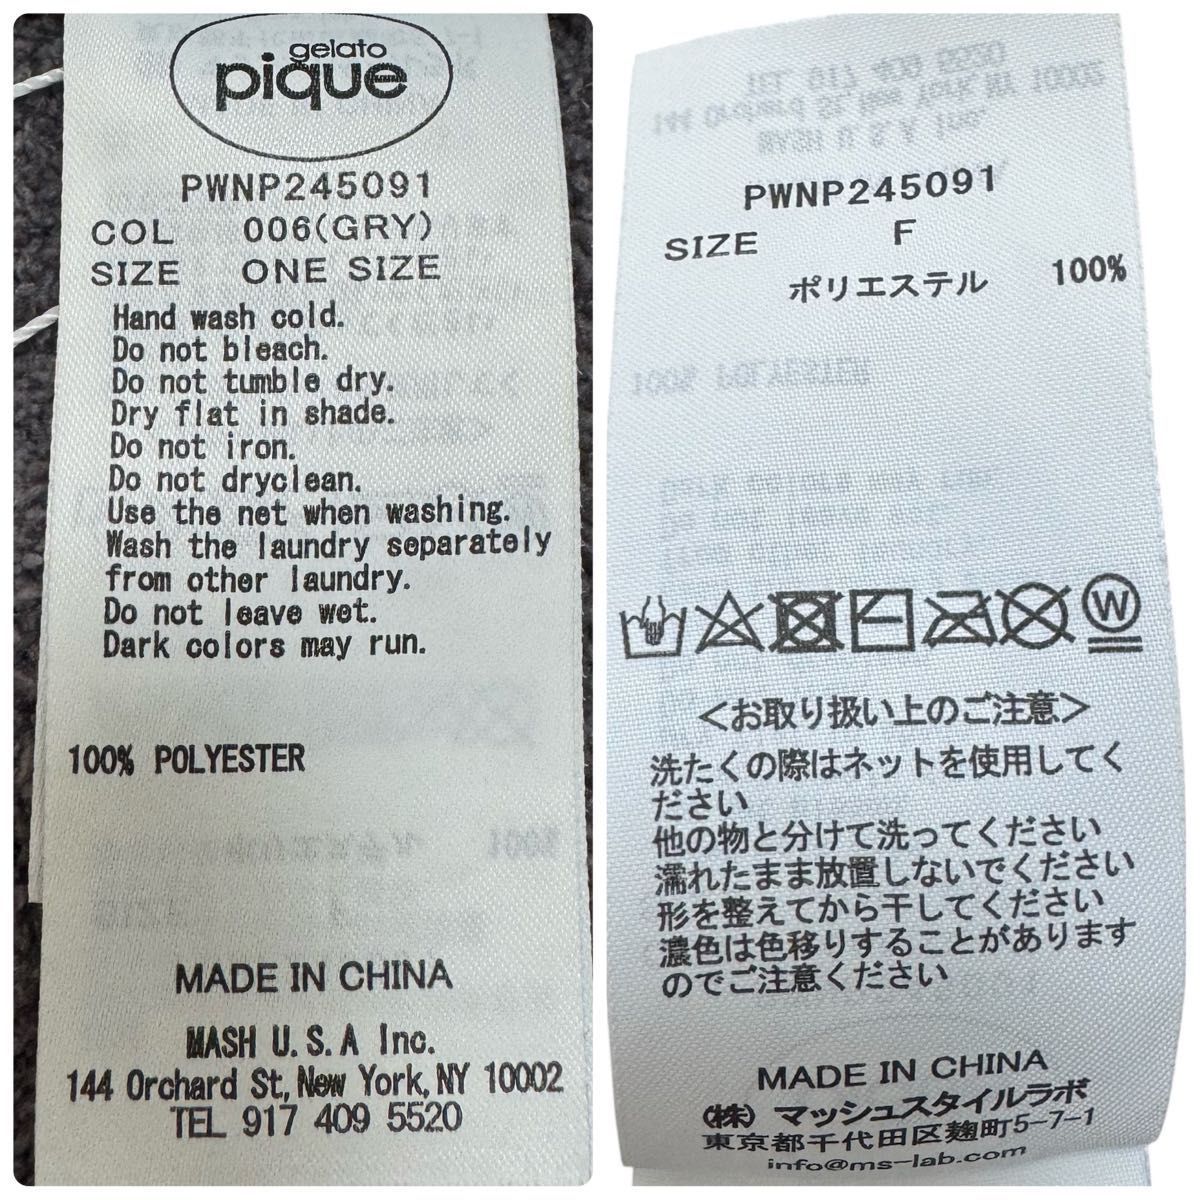 gelato
pique
PWNP245091
COL 006(GRY)
SIZE ONE SIZE
Hand wash cold.
Do not bleach.
Do not tumble dry.
Dry flat in shade.
Do not iron.
Do not dryclean.
Use the net when washing.
Wash the laundry separately
from other laundry.
Do not leave wet.
Dark colors may run.
100% POLYESTER
MADE IN CHINA
MASH U.S.A Inc.
144 Orchard St, New York, NY 10002
TEL 917 409 5520
PWNP245091
SIZE F
ポリエステル 100%
W
<お取り扱い上のご注意>
洗たくの際はネットを使用してく
ださい
他の物と分けて洗ってください
濡れたまま放置しないでください
形を整えてから干してください
濃色は色移りすることがあります
のでご注意ください
MADE IN CHINA
(株) マッシュスタイルラボ
東京都千代田区麹町5-7-1
info@ms-lab.com